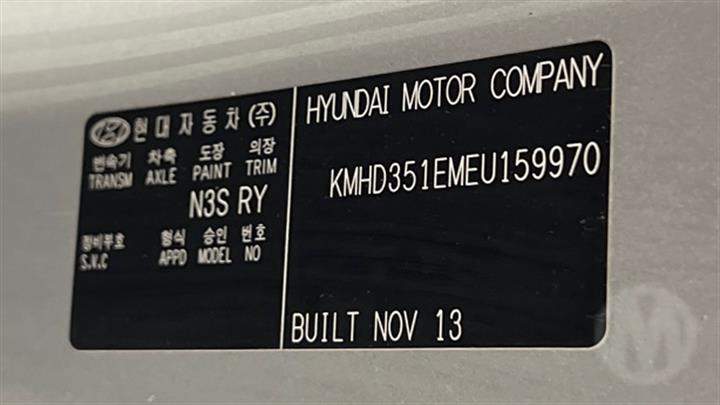 현대자동차(주)
변속기 차축 도장 의장
TRANSM AXLE PAINT TRIM
N3S RY
정비부호 형식 승인 번호
S.V.C APPD MODEL NO
HYUNDAI MOTOR COMPANY
KMHD351EMEU159970
BUILT NOV 13
M